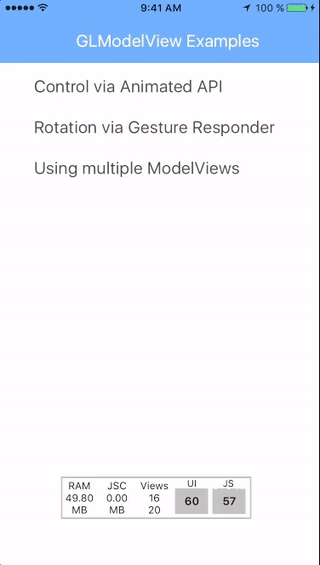 9:41 AM 100 %
GLModelView Examples
Control via Animated API
Rotation via Gesture Responder
Using multiple ModelViews
RAM JSC Views UI JS
49.80 0.00 16 60 57
MB MB 20